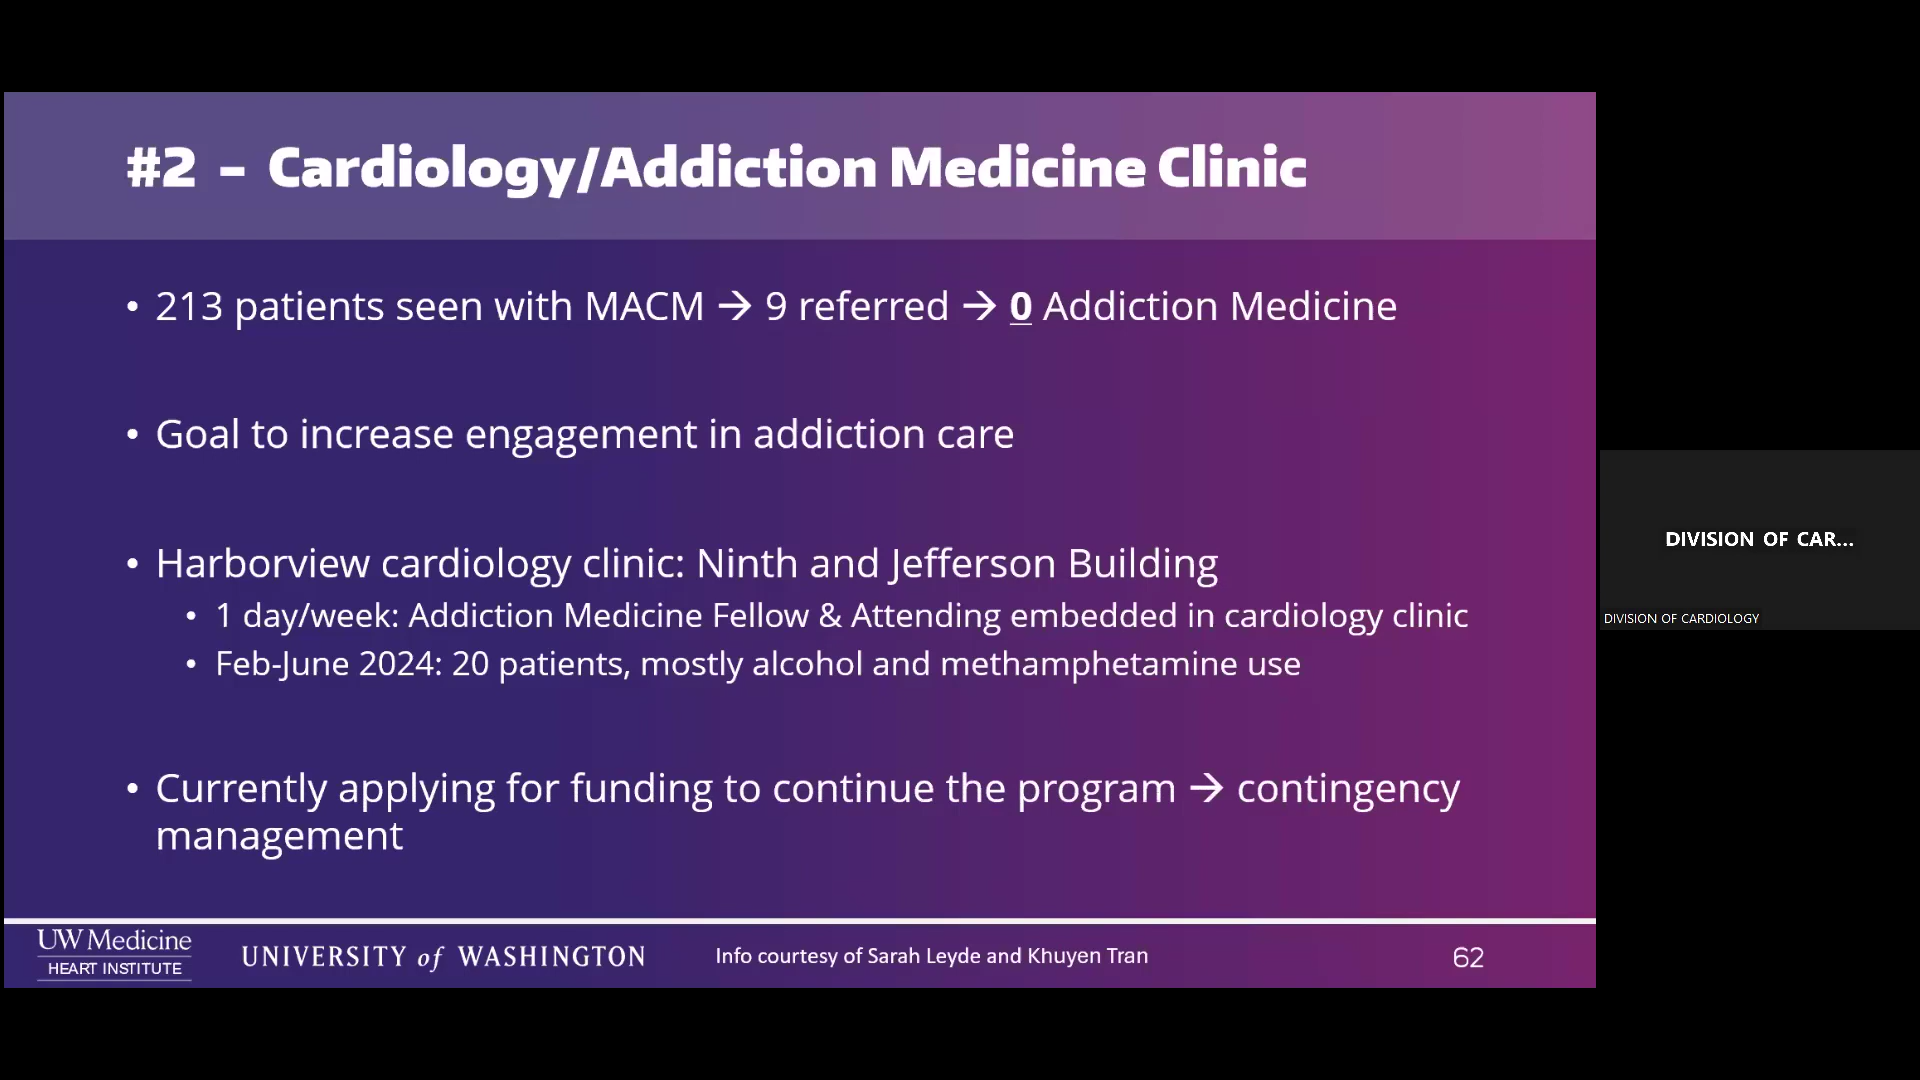 #2 – Cardiology/Addiction Medicine Clinic
• 213 patients seen with MACM → 9 referred → 0 Addiction Medicine
• Goal to increase engagement in addiction care
• Harborview cardiology clinic: Ninth and Jefferson Building
• 1 day/week: Addiction Medicine Fellow & Attending embedded in cardiology clinic
• Feb-June 2024: 20 patients, mostly alcohol and methamphetamine use
• Currently applying for funding to continue the program → contingency
management
UW Medicine
HEART INSTITUTE
UNIVERSITY of WASHINGTON
Info courtesy of Sarah Leyde and Khuyen Tran
62
DIVISION OF CAR...
DIVISION OF CARDIOLOGY